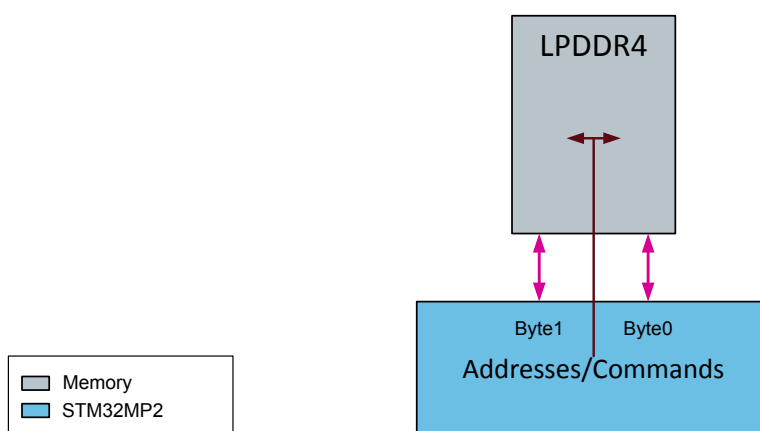 LPDDR4
Byte1 Byte0
Addresses/Commands
Memory
STM32MP2